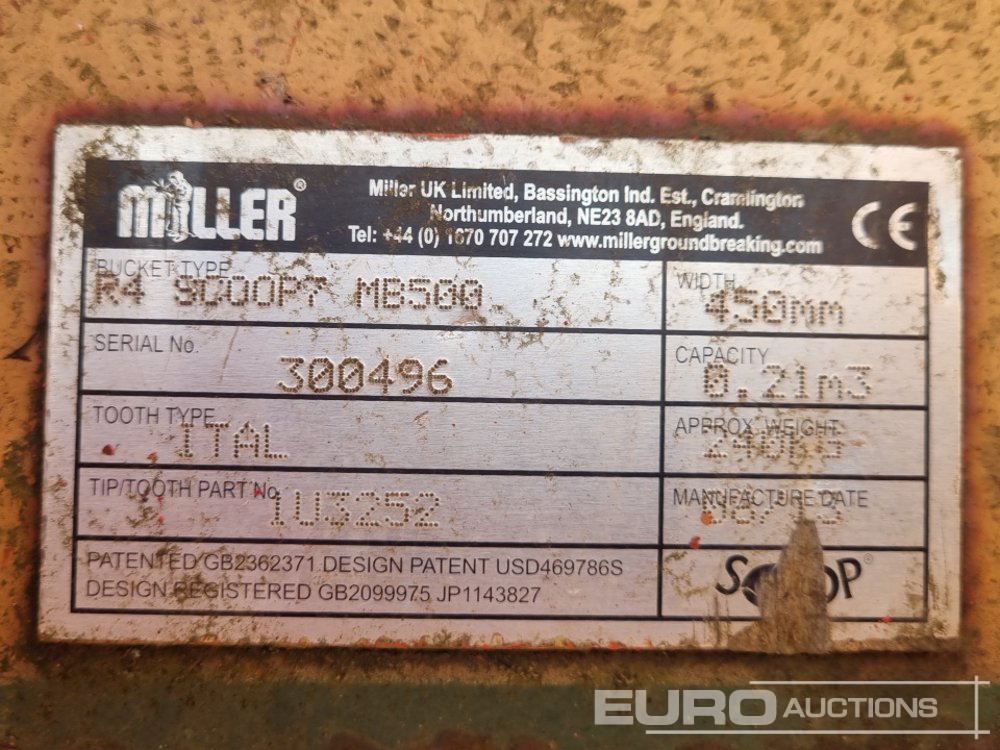 MILLER®
Miller UK Limited, Bassington Ind. Est., Cramlington
Northumberland, NE23 8AD, England.
Tel: +44 (0) 1670 707 272 www.millergroundbreaking.com
CE
BUCKET TYPE
R4 SCOOP7 MB500
WIDTH
450mm
SERIAL No.
300496
CAPACITY
0.21m3
TOOTH TYPE
ITAL
APPROX. WEIGHT
TIP/TOOTH PART No.
1U3252
MANUFACTURE DATE
PATENTED GB2362371 DESIGN PATENT USD469786S
DESIGN REGISTERED GB2099975 JP1143827
EURO AUCTIONS